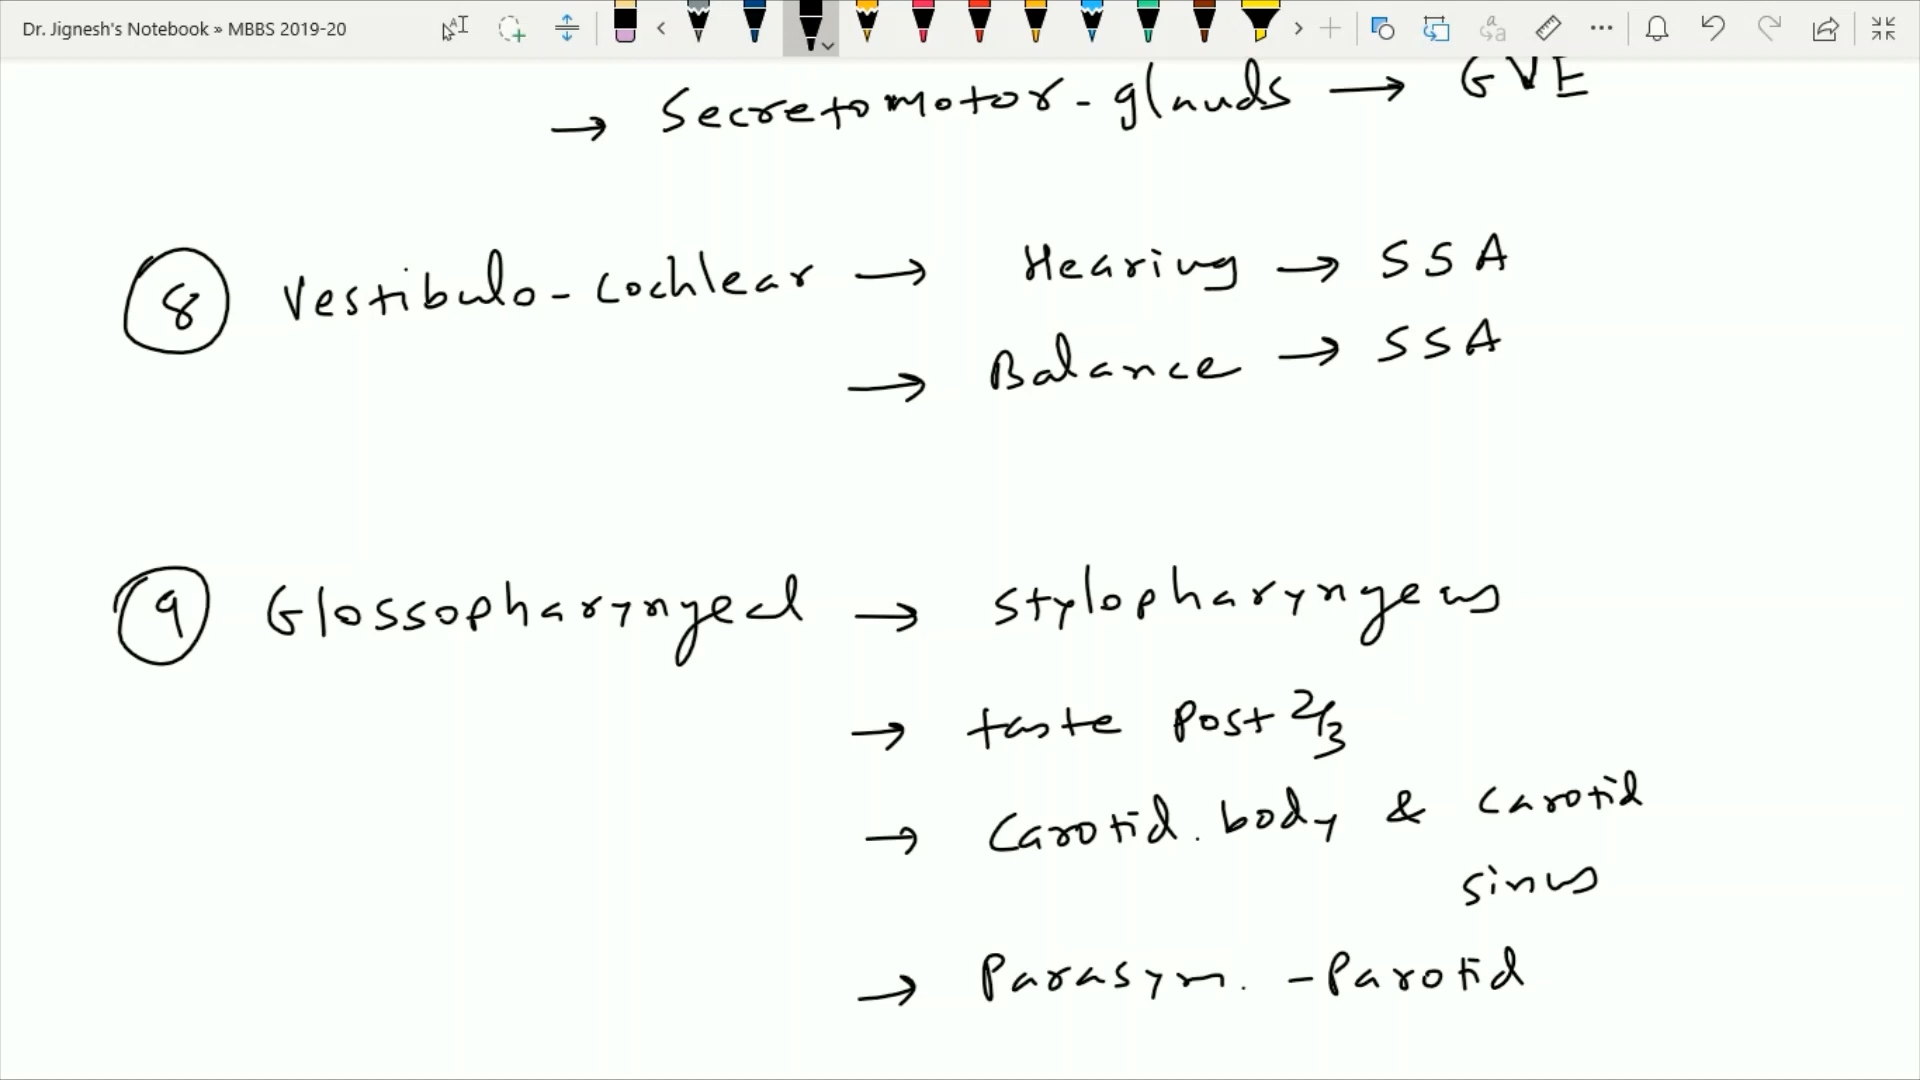 Dr. Jignesh's Notebook » MBBS 2019-20
→ Secretomotor - glands → GVE
8 Vestibulo - cochlear → Hearing → SSA
→ Balance → SSA
9 Glossopharyngeal → stylopharyngeus
→ taste Post 2/3
→ Carotid. body & carotid
sinus
→ Parasym. - Parotid